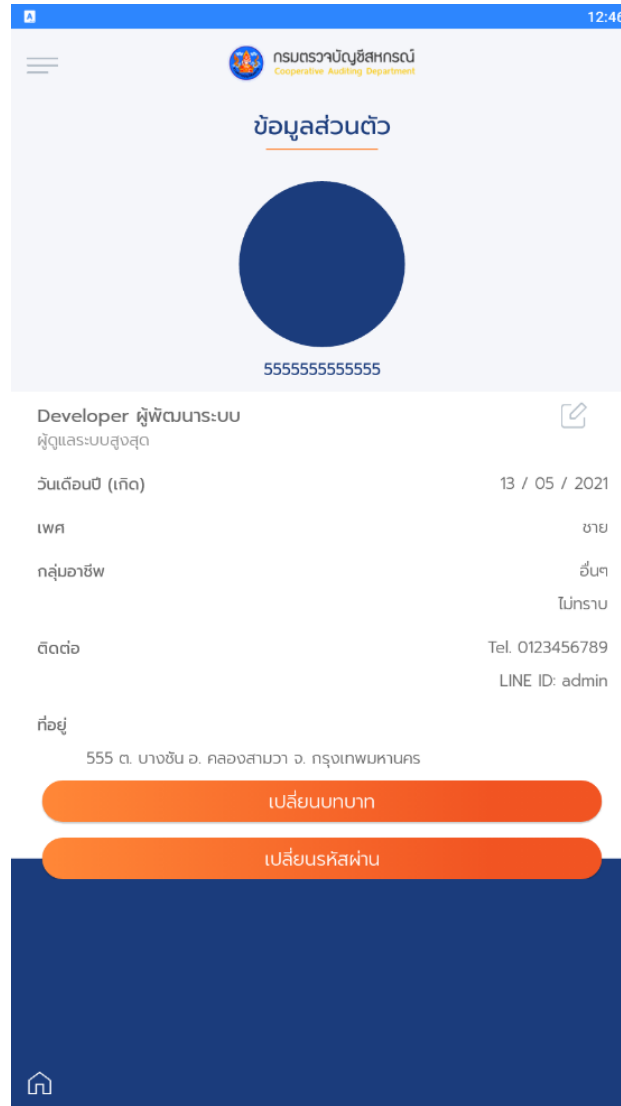 A
12:46
กรมตรวจบัญชีสหกรณ์
Cooperative Auditing Department
ข้อมูลส่วนตัว
5555555555555
Developer ผู้พัฒนาระบบ
ผู้ดูแลระบบสูงสุด
วันเดือนปี (เกิด) 13 / 05 / 2021
เพศ ชาย
กลุ่มอาชีพ อื่นๆ
ไม่ทราบ
ติดต่อ Tel. 0123456789
LINE ID: admin
ที่อยู่
555 ต. บางชัน อ. คลองสามวา จ. กรุงเทพมหานคร
เปลี่ยนบทบาท
เปลี่ยนรหัสผ่าน